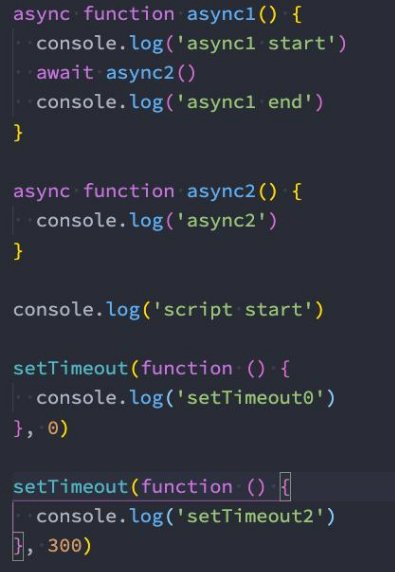 async function async1() {
  console.log('async1 start')
  await async2()
  console.log('async1 end')
}

async function async2() {
  console.log('async2')
}

console.log('script start')

setTimeout(function () {
  console.log('setTimeout0')
}, 0)

setTimeout(function () {
  console.log('setTimeout2')
}, 300)